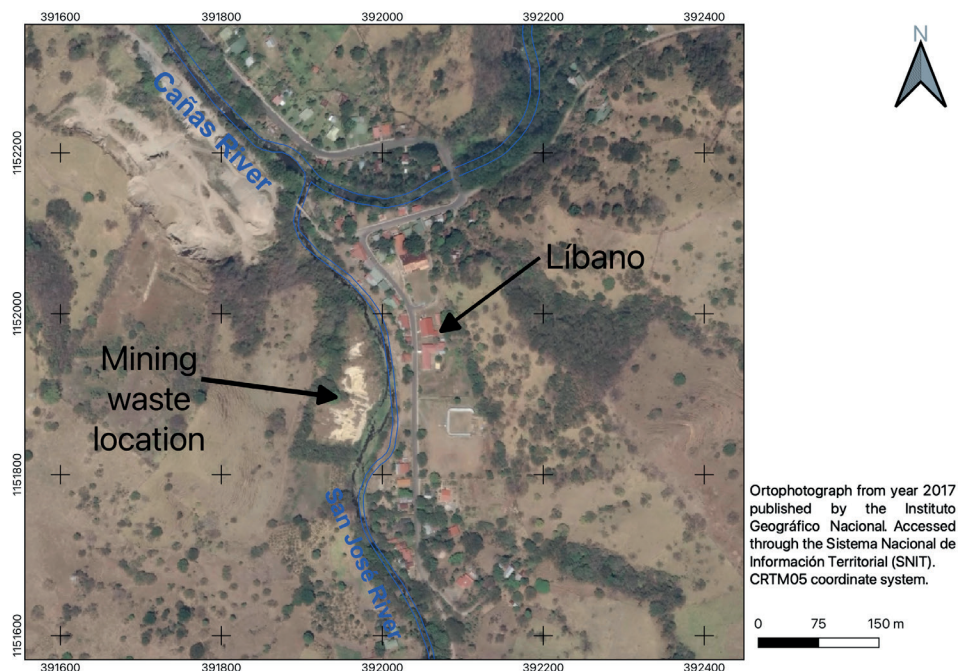 391600 391800 392000 392200 392400
N
Cañas River
1152200
Líbano
1152000
Mining
waste
location
1151800
San José River
Ortophotograph from year 2017
published by the Instituto
Geográfico Nacional. Accessed
through the Sistema Nacional de
Información Territorial (SNIT).
CRTM05 coordinate system.
0 75 150 m
1151600
391600 391800 392000 392200 392400